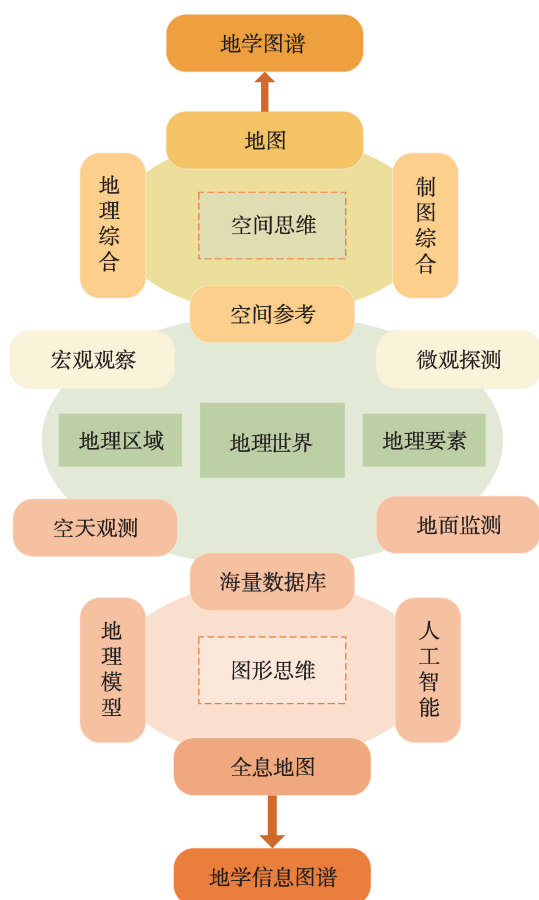 地学图谱
地图
地理综合
空间思维
制图综合
空间参考
宏观观察
微观探测
地理区域
地理世界
地理要素
空天观测
地面监测
海量数据库
地理模型
图形思维
人工智能
全息地图
地学信息图谱